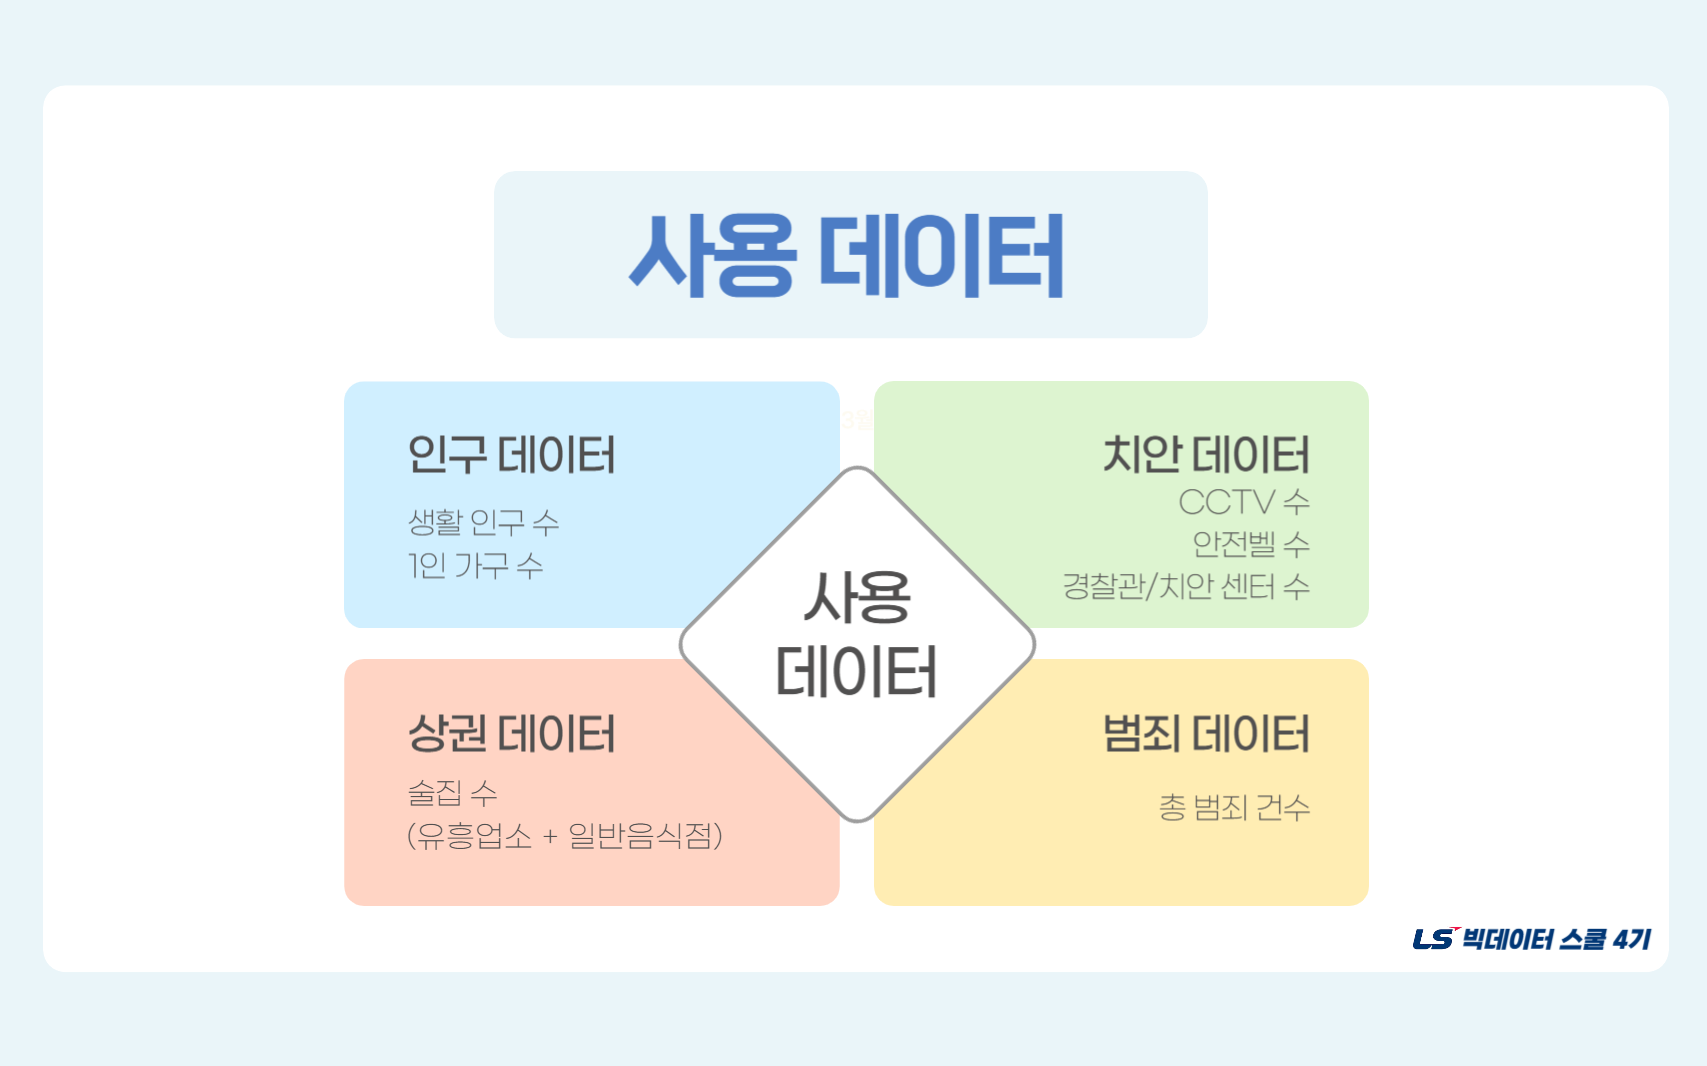 사용 데이터
3월
인구 데이터
생활 인구 수
1인 가구 수
치안 데이터
CCTV 수
안전벨 수
경찰관/치안 센터 수
사용
데이터
상권 데이터
술집 수
(유흥업소 + 일반음식점)
범죄 데이터
총 범죄 건수
LS 빅데이터 스쿨 4기